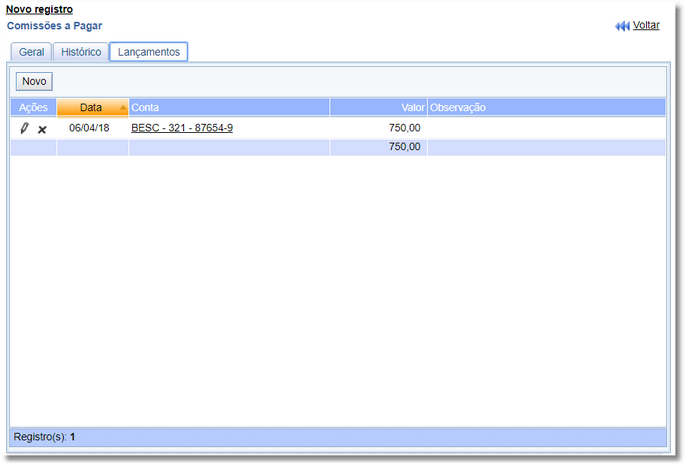 Novo registro
Comissões a Pagar
Voltar
Geral Histórico Lançamentos
Novo
Ações Data Conta Valor Observação
06/04/18 BESC - 321 - 87654-9 750,00
750,00
Registro(s): 1